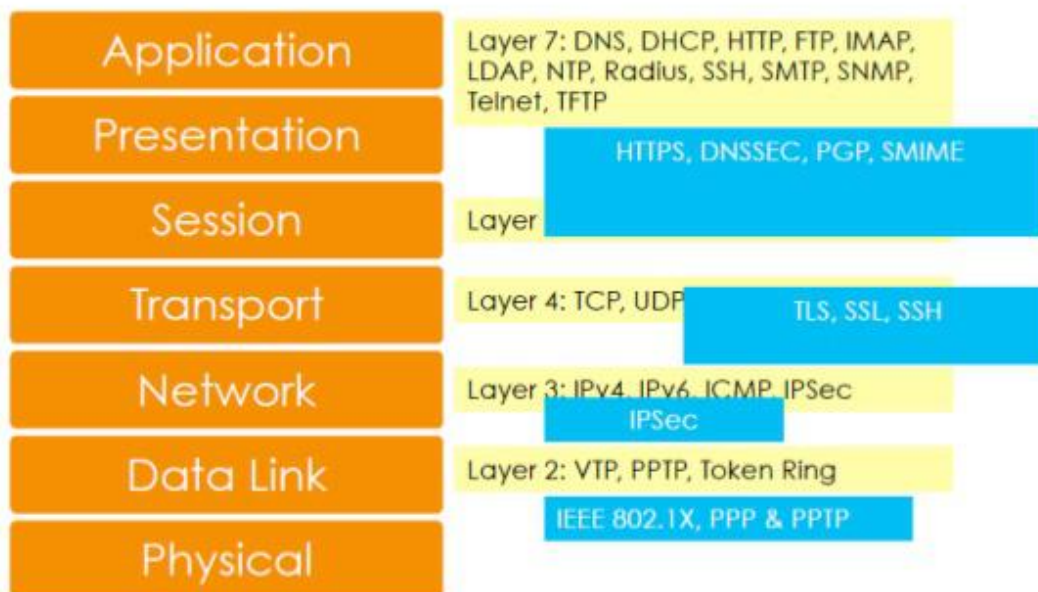 Application
Layer 7: DNS, DHCP, HTTP, FTP, IMAP,
LDAP, NTP, Radius, SSH, SMTP, SNMP,
Telnet, TFTP
Presentation
HTTPS, DNSSEC, PGP, SMIME
Session
Layer
Transport
Layer 4: TCP, UDP
TLS, SSL, SSH
Network
Layer 3: IPv4, IPv6, ICMP, IPSec
IPSec
Data Link
Layer 2: VTP, PPTP, Token Ring
IEEE 802.1X, PPP & PPTP
Physical